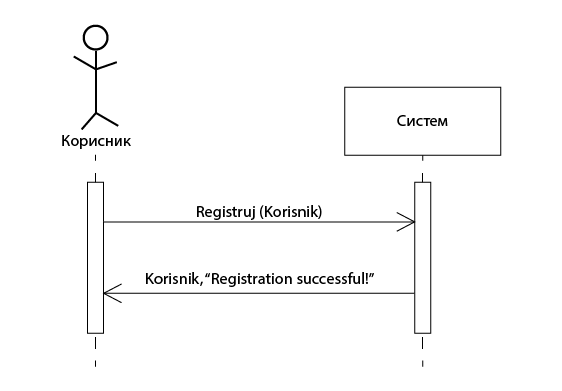 Корисник
Систем
Registruj (Korisnik)
Korisnik, “Registration successful!”